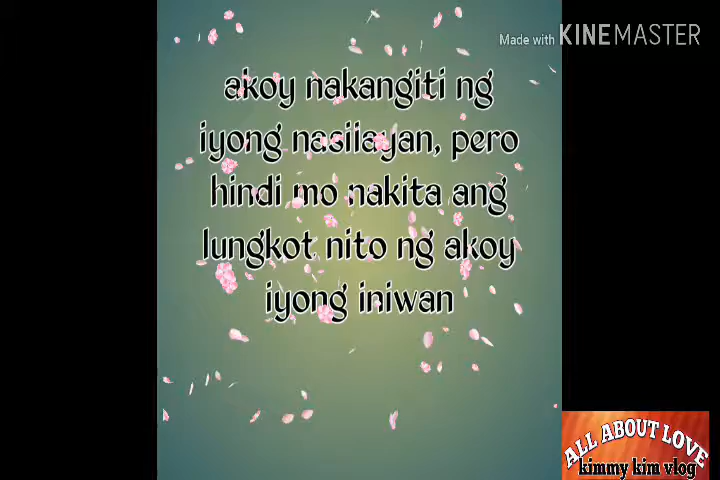 Made with KINEMASTER
akoy nakangiti ng
iyong nasilayan, pero
hindi mo nakita ang
lungkot nito ng akoy
iyong iniwan
ALL ABOUT LOVE
kimmy kim vlog